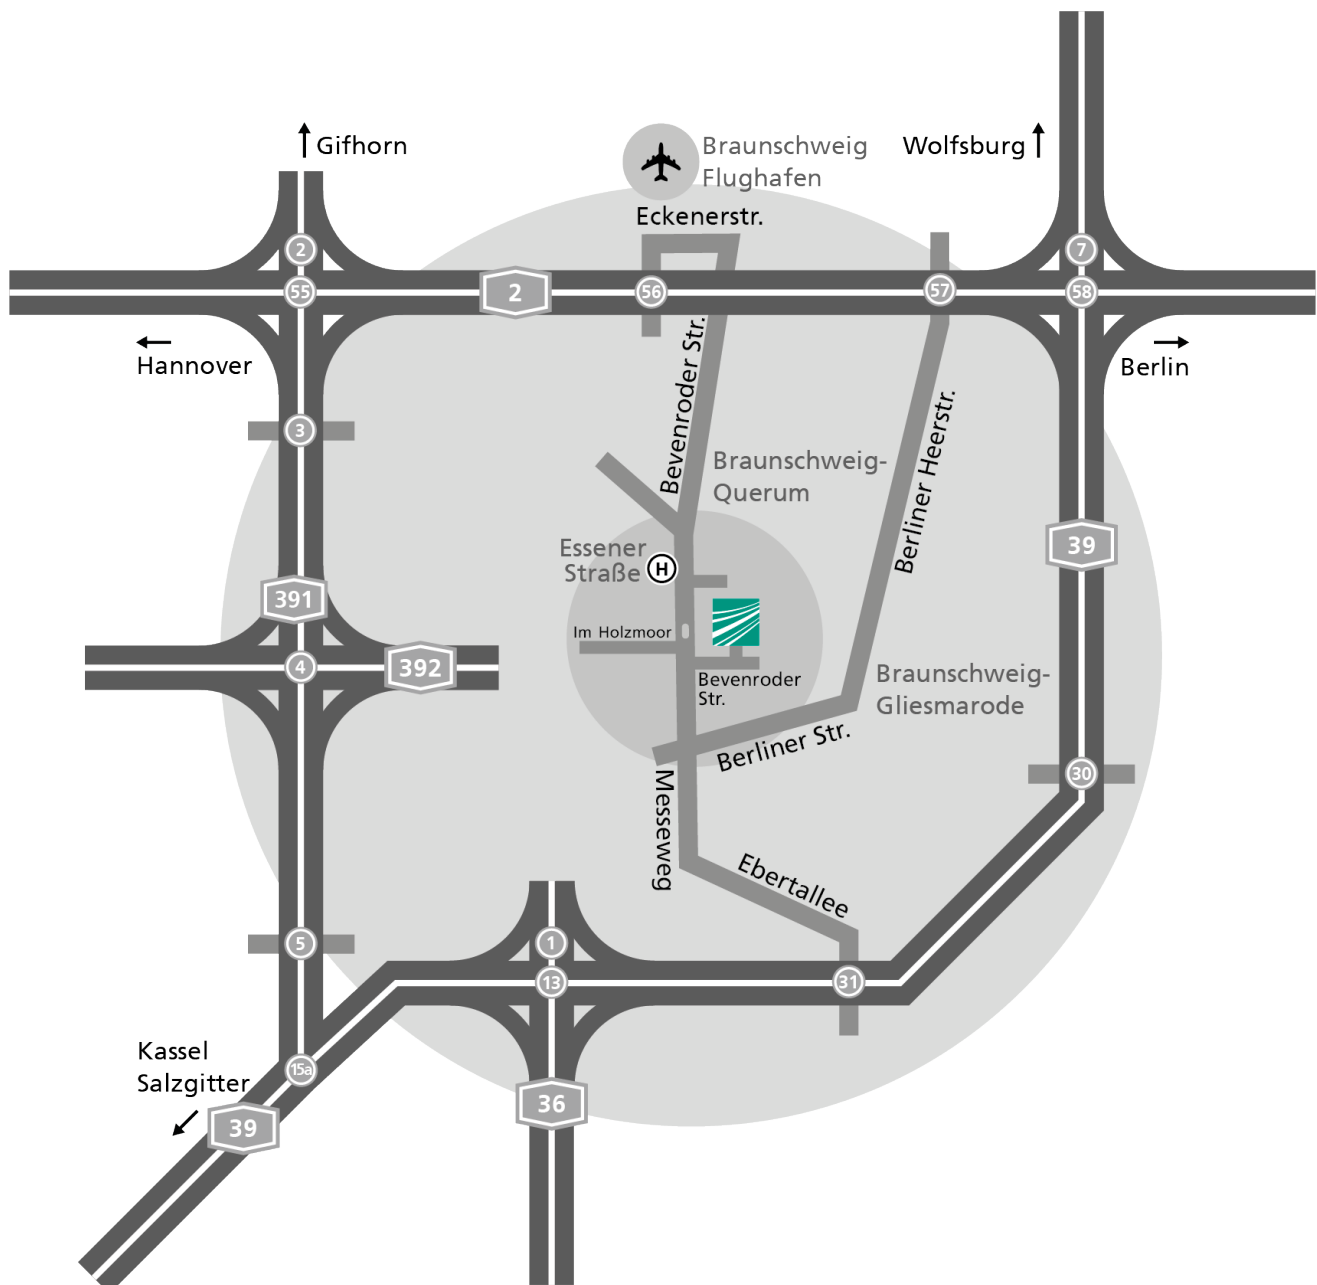 Gifhorn
Braunschweig
Flughafen
Wolfsburg
Eckenerstr.
2
7
55
2
56
57
58
Hannover
Berlin
Bevenroder Str.
3
Berliner Heerstr.
Braunschweig-
Querum
39
Essener
Straße
H
391
Im Holzmoor
4
392
Bevenroder
Str.
Braunschweig-
Gliesmarode
Berliner Str.
30
Messeweg
Ebertallee
5
1
13
31
Kassel
Salzgitter
15a
39
36